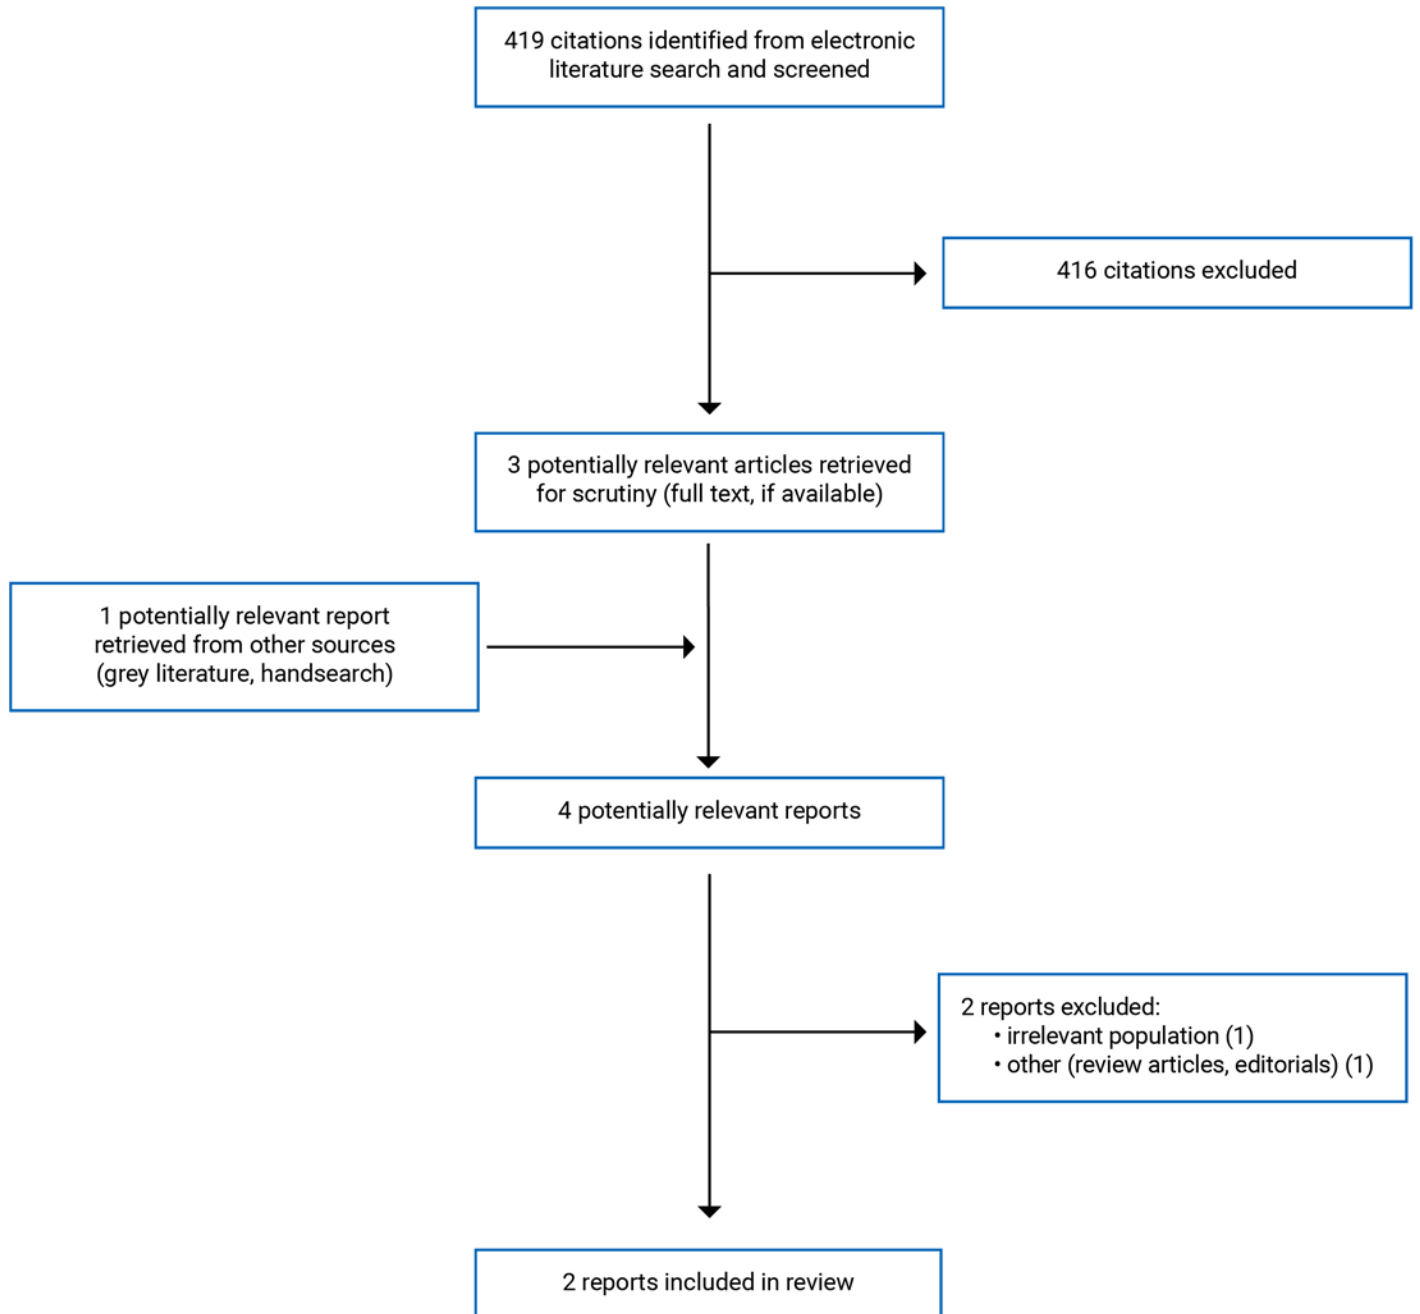 419 citations identified from electronic
literature search and screened
416 citations excluded
3 potentially relevant articles retrieved
for scrutiny (full text, if available)
1 potentially relevant report
retrieved from other sources
(grey literature, handsearch)
4 potentially relevant reports
2 reports excluded:
• irrelevant population (1)
• other (review articles, editorials) (1)
2 reports included in review